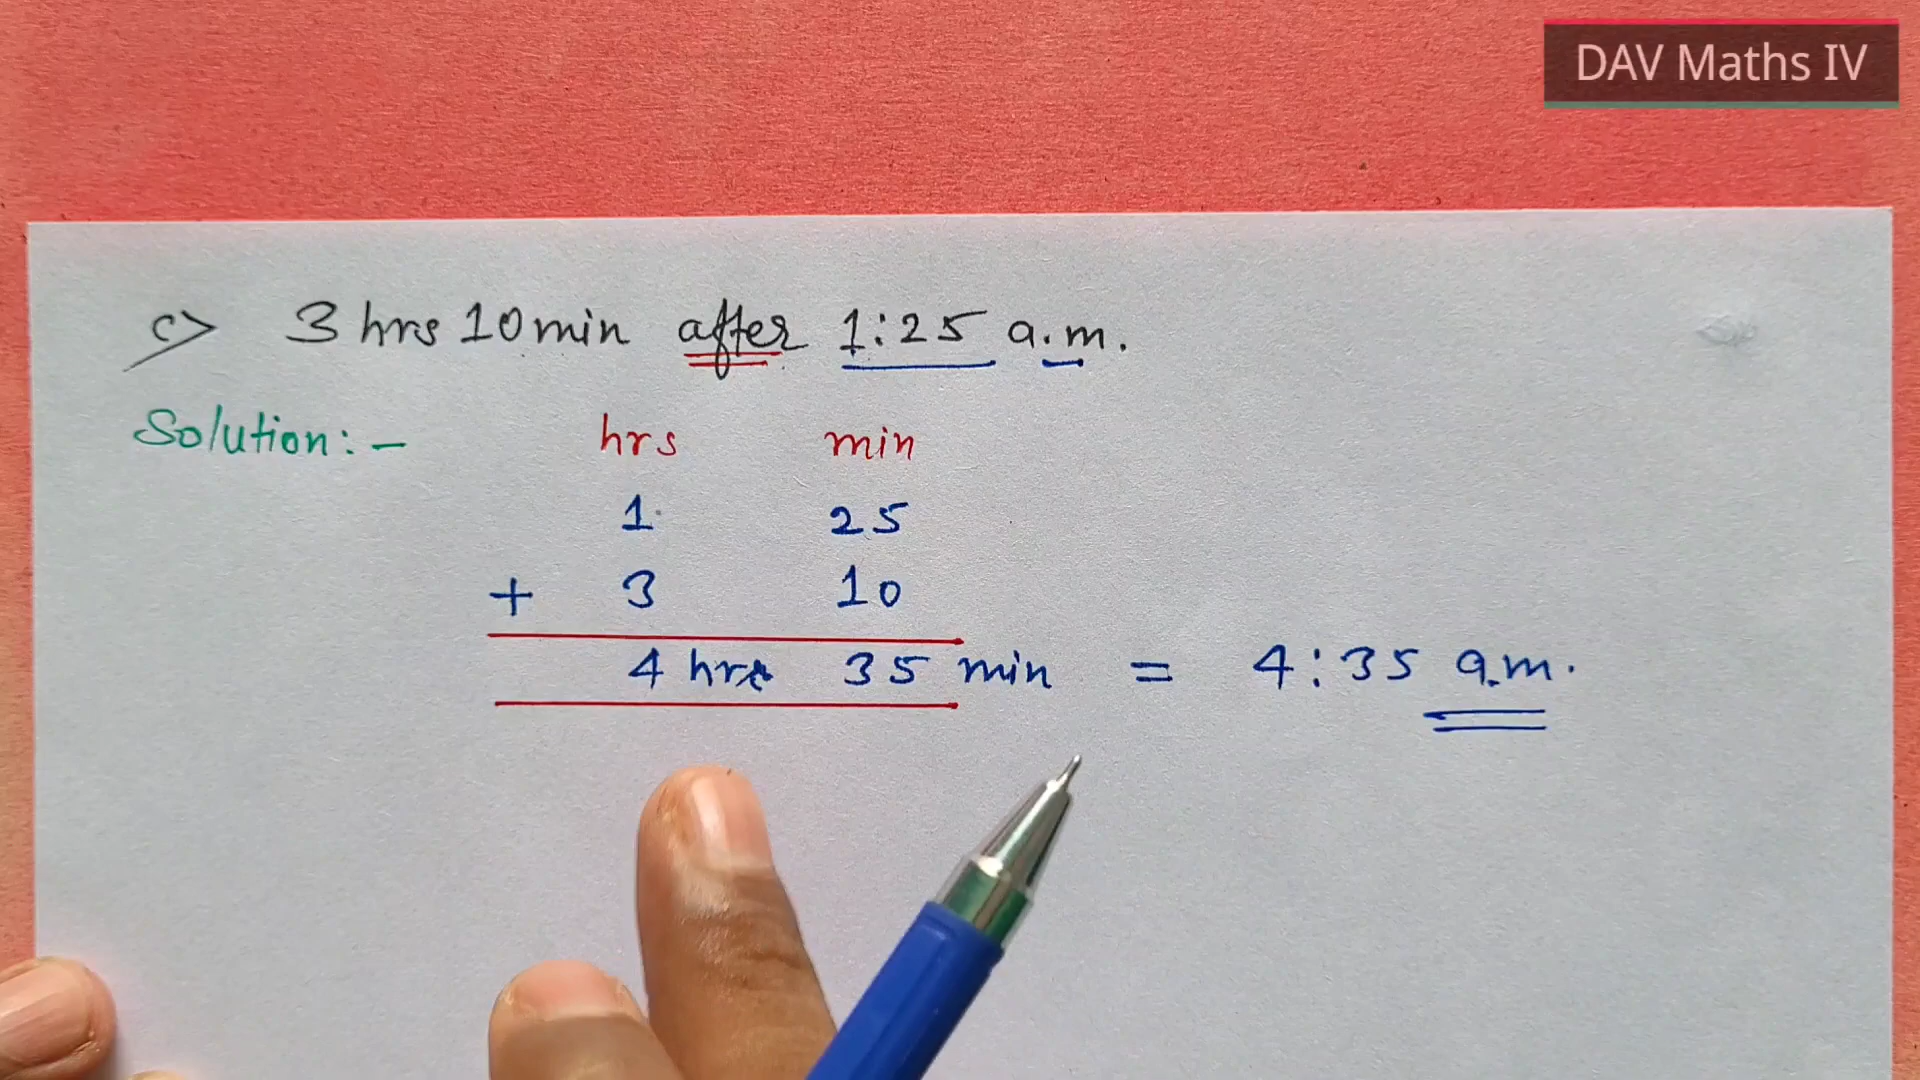 DAV Maths IV
c> 3 hrs 10 min after 1:25 a.m.
Solution:-
hrs min
1 25
+ 3 10
4 hrs 35 min = 4:35 a.m.